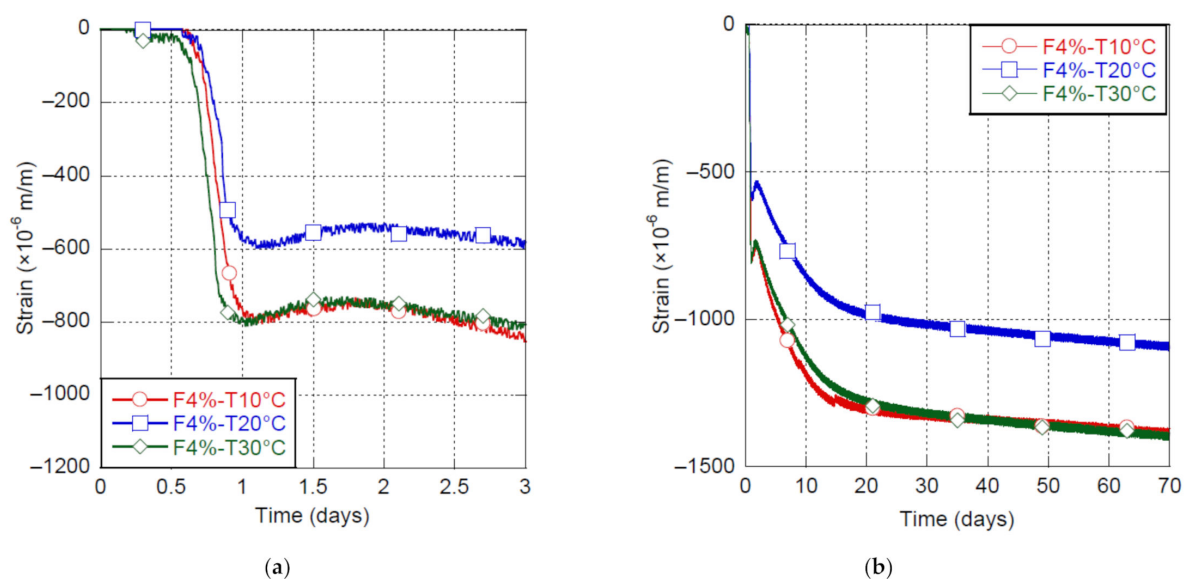 0
−200
−400
−600
−800
−1000
−1200
Strain (×10⁻⁶ m/m)
F4%-T10°C
F4%-T20°C
F4%-T30°C
0 0.5 1 1.5 2 2.5 3
Time (days)
(a)
0
−500
−1000
−1500
Strain (×10⁻⁶ m/m)
F4%-T10°C
F4%-T20°C
F4%-T30°C
0 10 20 30 40 50 60 70
Time (days)
(b)